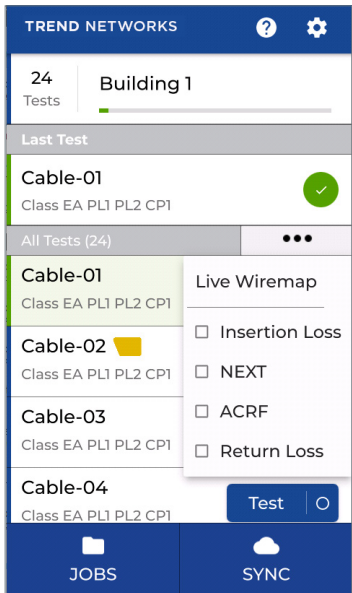 TREND NETWORKS
24
Tests
Building 1
Last Test
Cable-01
Class EA PL1 PL2 CP1
All Tests (24)
Cable-01
Class EA PL1 PL2 CP1
Live Wiremap
Insertion Loss
NEXT
ACRF
Return Loss
Cable-02
Class EA PL1 PL2 CP1
Cable-03
Class EA PL1 PL2 CP1
Cable-04
Class EA PL1 PL2 CP1
Test
JOBS
SYNC